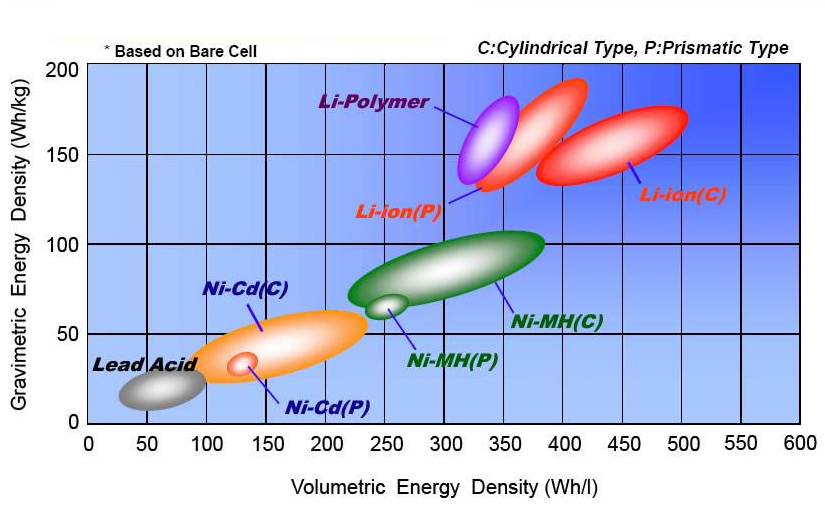 * Based on Bare Cell
C:Cylindrical Type, P:Prismatic Type
Gravimetric Energy Density (Wh/kg)
200
150
100
50
0
Li-Polymer
Li-ion(P)
Li-ion(C)
Ni-Cd(C)
Ni-MH(C)
Lead Acid
Ni-MH(P)
Ni-Cd(P)
0 50 100 150 200 250 300 350 400 450 500 550 600
Volumetric Energy Density (Wh/l)